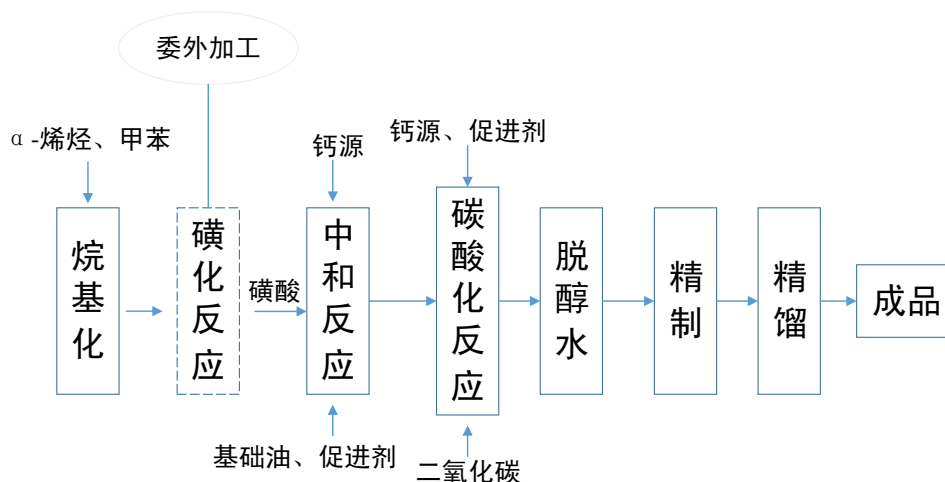 委外加工
α-烯烃、甲苯
钙源
钙源、促进剂
烷基化
磺化反应
磺酸
中和反应
碳酸化反应
脱醇水
精制
精馏
成品
基础油、促进剂
二氧化碳